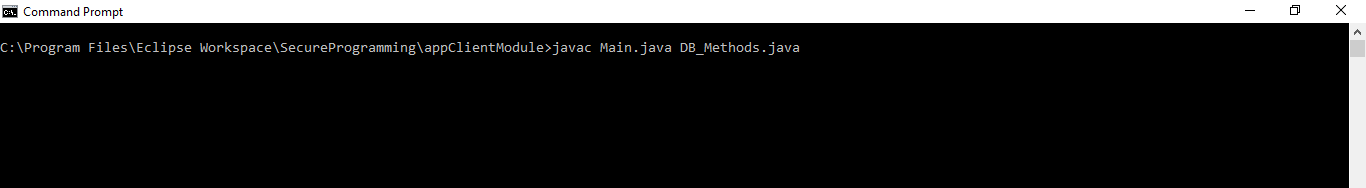 Command Prompt
C:\Program Files\Eclipse Workspace\SecureProgramming\appClientModule>javac Main.java DB_Methods.java